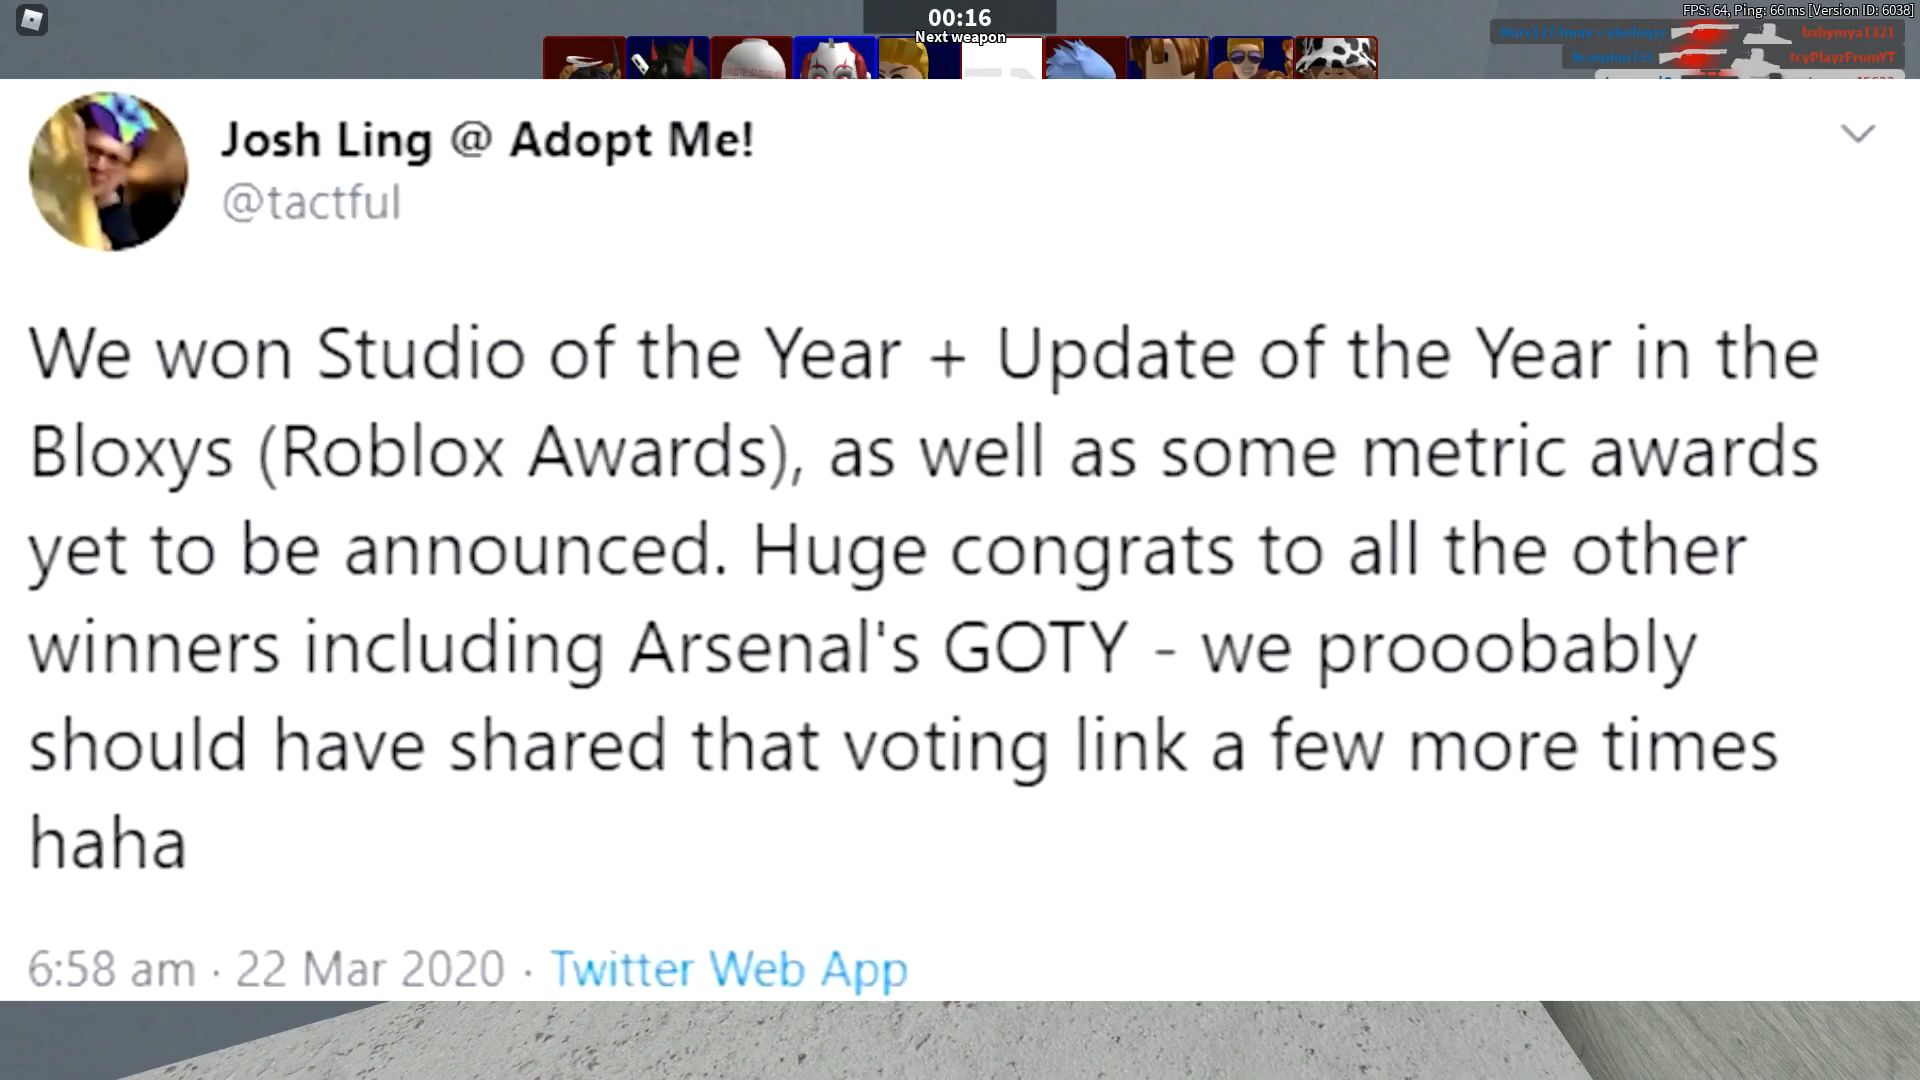 00:16
Next weapon
FPS: 64, Ping: 66 ms [Version ID: 6038]
babymya1321
Scorpion751 IcyPlayzFromYT
Josh Ling @ Adopt Me!
@tactful
We won Studio of the Year + Update of the Year in the
Bloxys (Roblox Awards), as well as some metric awards
yet to be announced. Huge congrats to all the other
winners including Arsenal's GOTY - we prooobably
should have shared that voting link a few more times
haha
6:58 am · 22 Mar 2020 · Twitter Web App